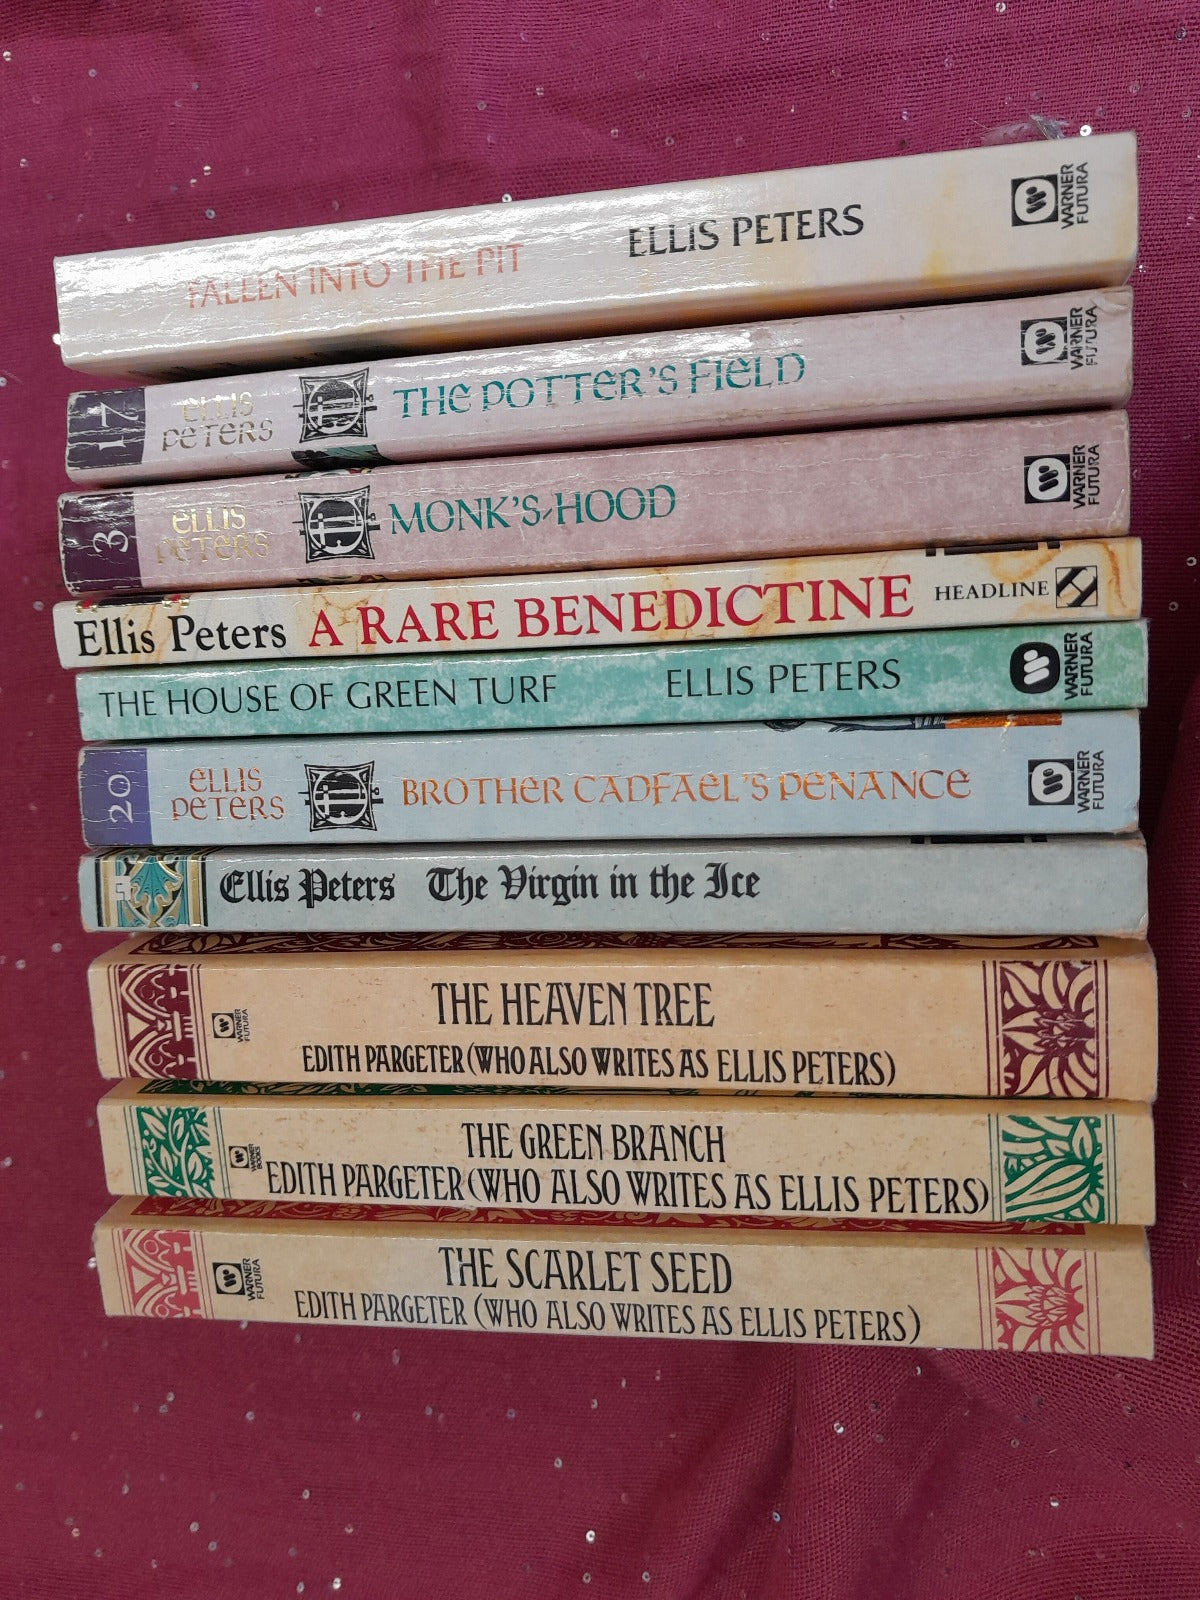 FALLEN INTO THE PIT ELLIS PETERS WARNER FUTURA
17 ELLIS PETERS THE POTTER'S FIELD WARNER FUTURA
3 ELLIS PETERS MONK'S-HOOD WARNER FUTURA
Ellis Peters A RARE BENEDICTINE HEADLINE
THE HOUSE OF GREEN TURF ELLIS PETERS WARNER FUTURA
20 ELLIS PETERS BROTHER CADFAEL'S PENANCE WARNER FUTURA
Ellis Peters The Virgin in the Ice
WARNER FUTURA THE HEAVEN TREE
EDITH PARGETER (WHO ALSO WRITES AS ELLIS PETERS)
WARNER BOOKS THE GREEN BRANCH
EDITH PARGETER (WHO ALSO WRITES AS ELLIS PETERS)
WARNER FUTURA THE SCARLET SEED
EDITH PARGETER (WHO ALSO WRITES AS ELLIS PETERS)